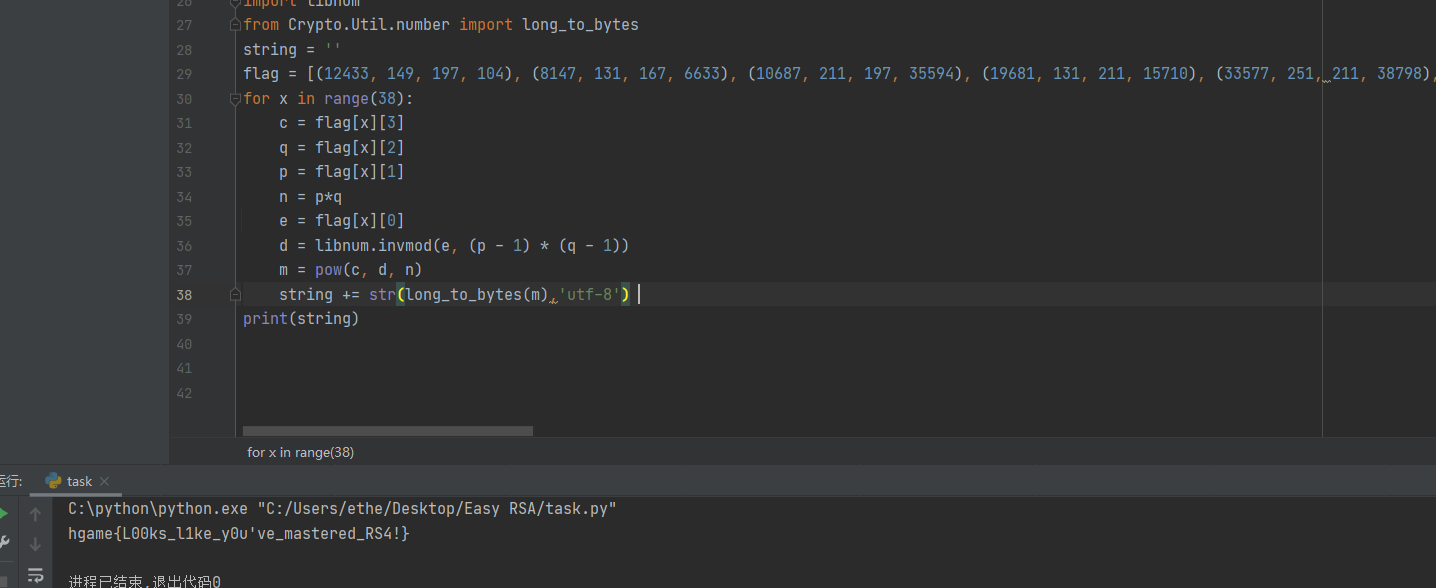 26 import libnum
27 from Crypto.Util.number import long_to_bytes
28 string = ''
29 flag = [(12433, 149, 197, 104), (8147, 131, 167, 6633), (10687, 211, 197, 35594), (19681, 131, 211, 15710), (33577, 251, 211, 38798),
30 for x in range(38):
31 c = flag[x][3]
32 q = flag[x][2]
33 p = flag[x][1]
34 n = p*q
35 e = flag[x][0]
36 d = libnum.invmod(e, (p - 1) * (q - 1))
37 m = pow(c, d, n)
38 string += str(long_to_bytes(m),'utf-8')
39 print(string)
40
41
42
for x in range(38)
运行: task
C:\python\python.exe "C:/Users/ethe/Desktop/Easy RSA/task.py"
hgame{L00ks_l1ke_y0u've_mastered_RS4!}
进程已结束,退出代码0